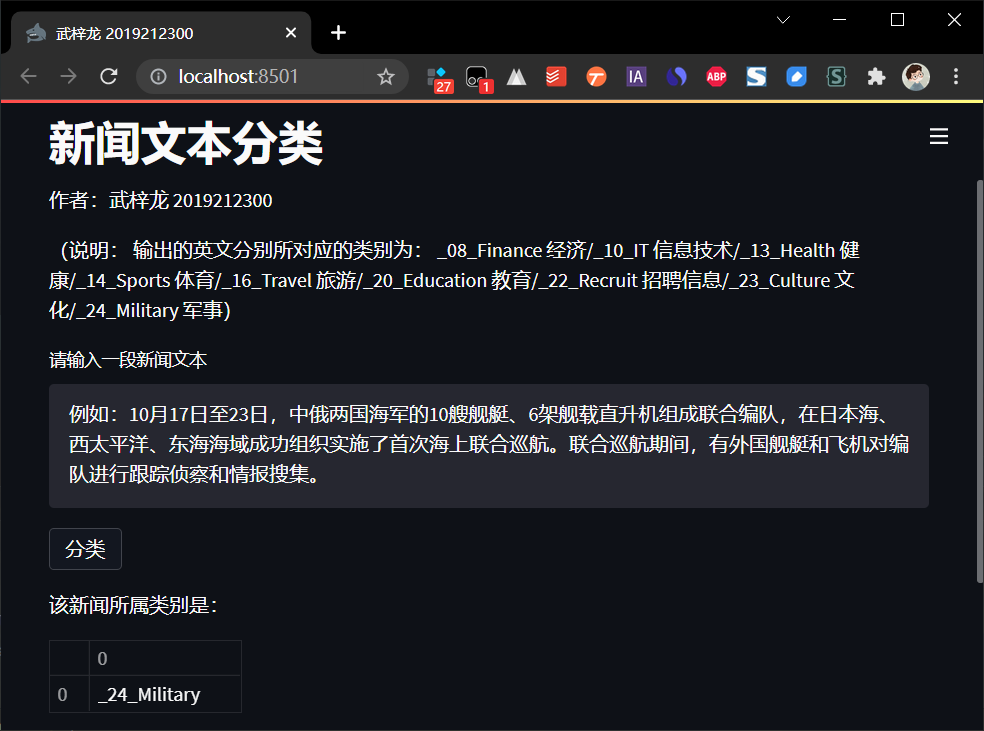 武梓龙 2019212300
localhost:8501
27
1
IA
ABP
S
S
新闻文本分类
作者：武梓龙 2019212300
（说明： 输出的英文分别所对应的类别为： _08_Finance 经济/_10_IT 信息技术/_13_Health 健
康/_14_Sports 体育/_16_Travel 旅游/_20_Education 教育/_22_Recruit 招聘信息/_23_Culture 文
化/_24_Military 军事）
请输入一段新闻文本
例如：10月17日至23日，中俄两国海军的10艘舰艇、6架舰载直升机组成联合编队，在日本海、
西太平洋、东海海域成功组织实施了首次海上联合巡航。联合巡航期间，有外国舰艇和飞机对编
队进行跟踪侦察和情报搜集。
分类
该新闻所属类别是：
0
0 _24_Military